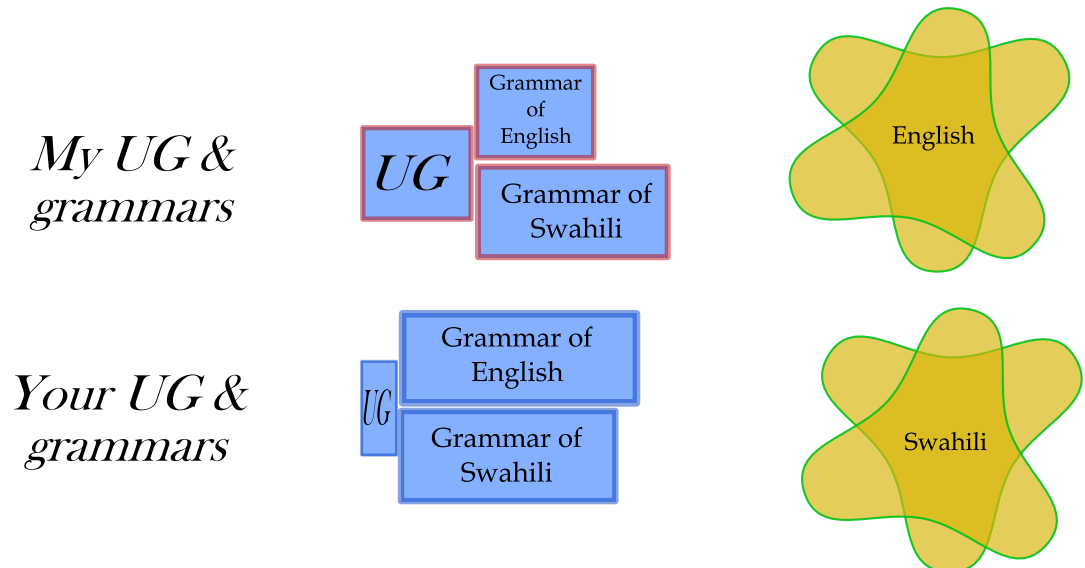 My UG &
grammars
UG
Grammar
of
English
Grammar of
Swahili
English
Your UG &
grammars
UG
Grammar of
English
Grammar of
Swahili
Swahili